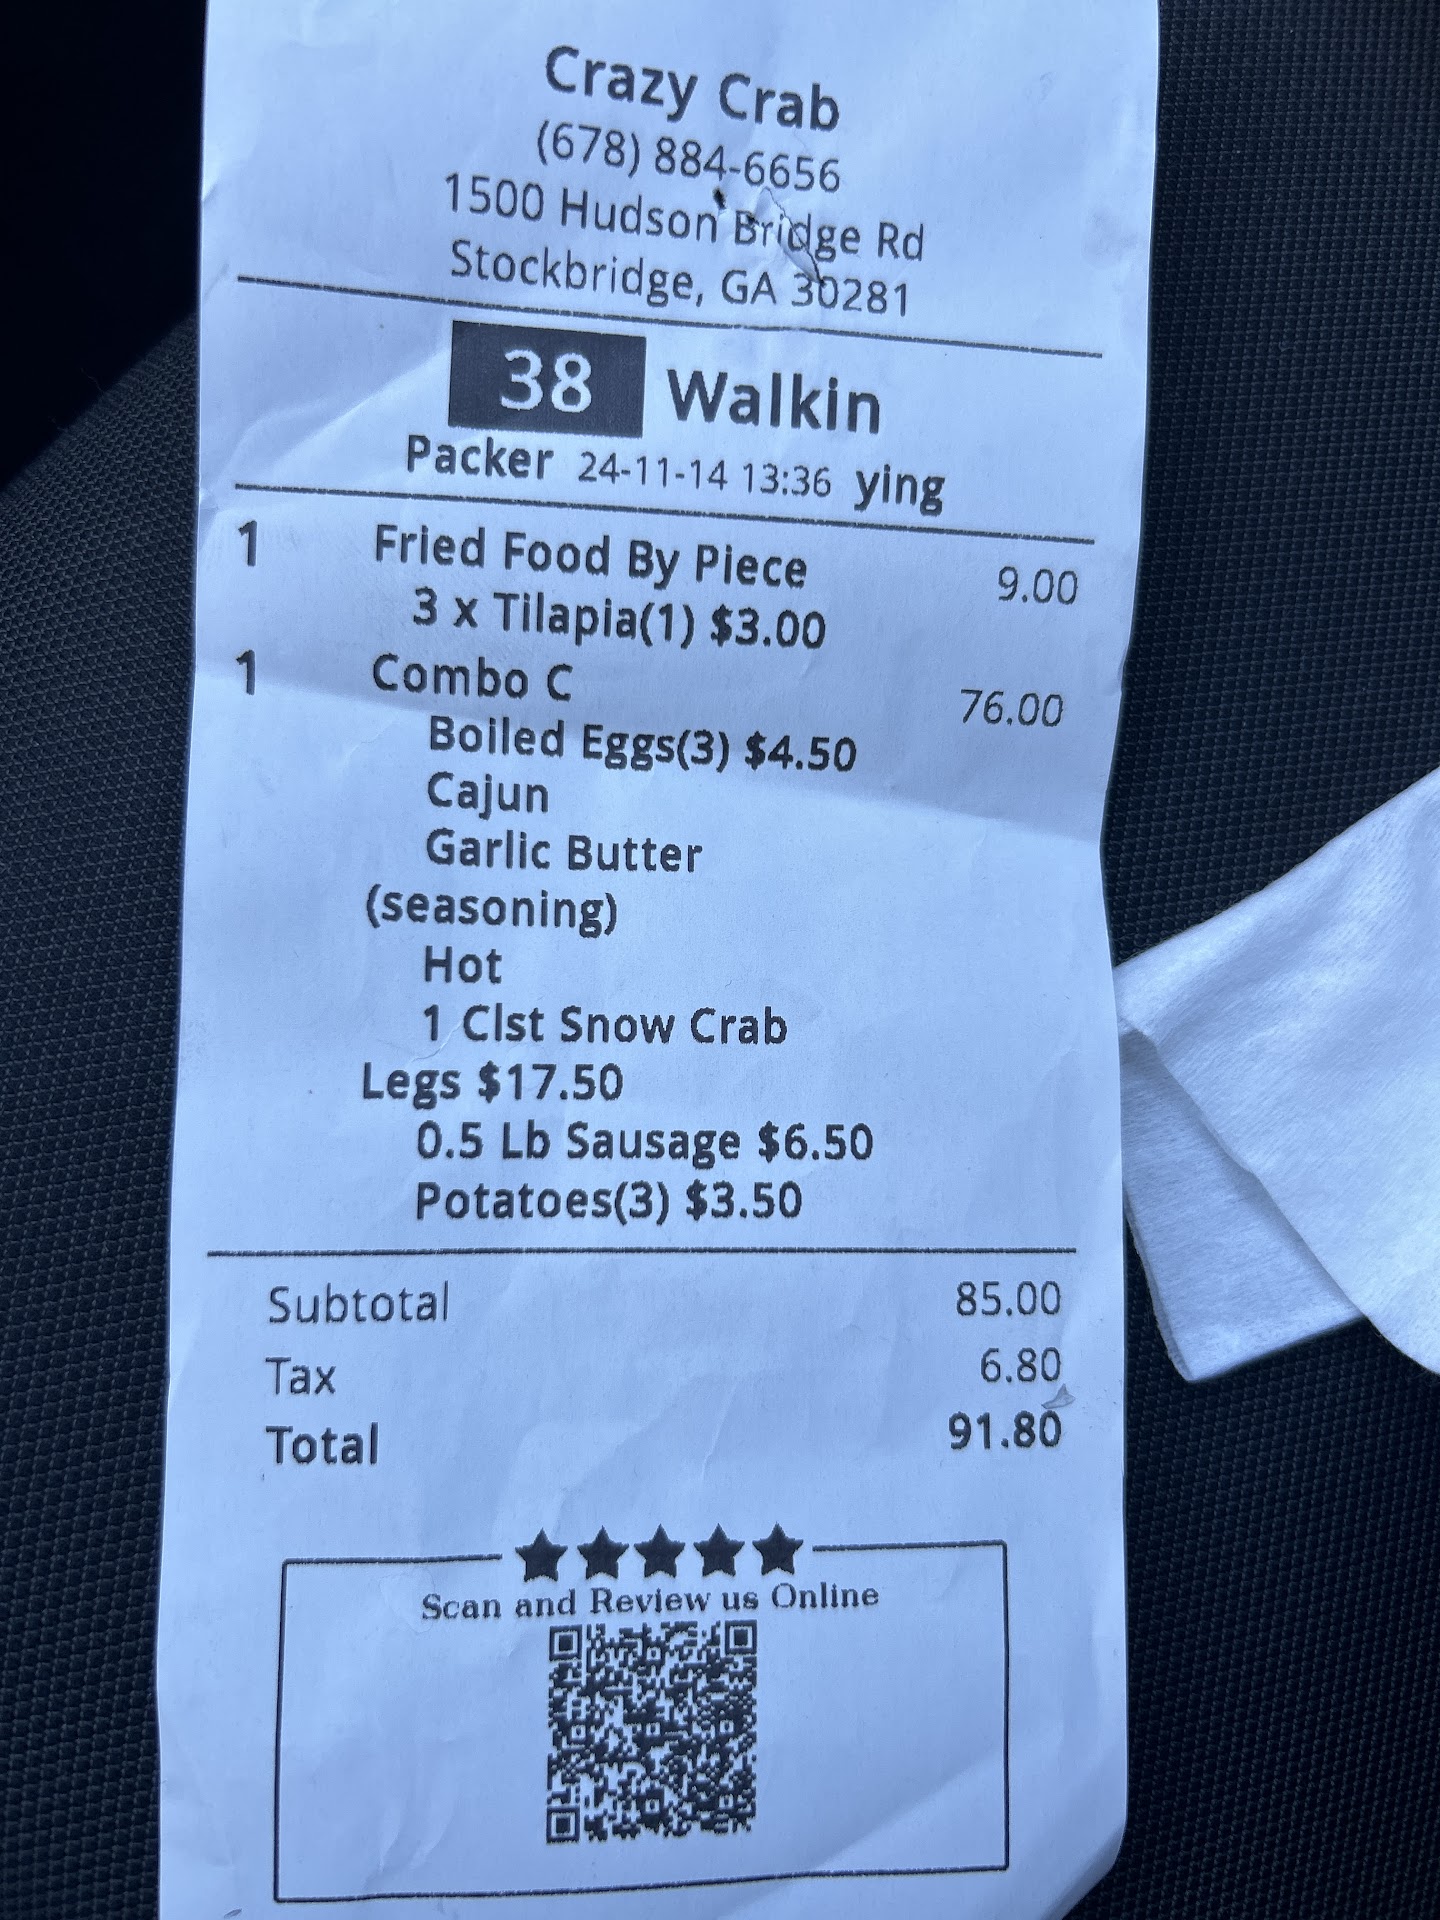 Crazy Crab
(678) 884-6656
1500 Hudson Bridge Rd
Stockbridge, GA 30281
38 Walkin
Packer 24-11-14 13:36 ying
1 Fried Food By Piece 9.00
3 x Tilapia(1) $3.00
1 Combo C 76.00
Boiled Eggs(3) $4.50
Cajun
Garlic Butter
(seasoning)
Hot
1 Clst Snow Crab
Legs $17.50
0.5 Lb Sausage $6.50
Potatoes(3) $3.50
Subtotal 85.00
Tax 6.80
Total 91.80
Scan and Review us Online